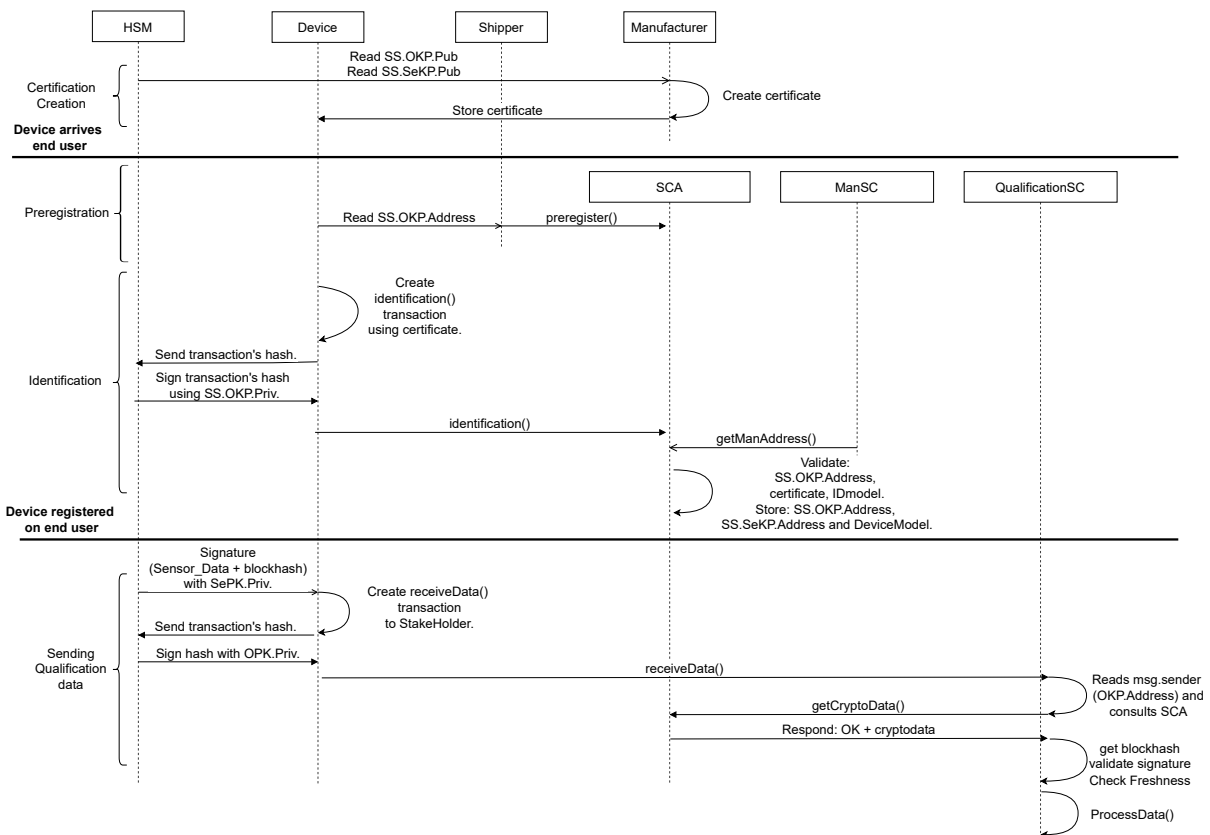 HSM
Device
Shipper
Manufacturer
Read SS.OKP.Pub
Read SS.SeKP.Pub
Certification
Creation
Create certificate
Store certificate
Device arrives
end user
SCA
ManSC
QualificationSC
Preregistration
Read SS.OKP.Address
preregister()
Create
identification()
transaction
using certificate.
Send transaction's hash.
Identification
Sign transaction's hash
using SS.OKP.Priv.
identification()
getManAddress()
Validate:
SS.OKP.Address,
certificate, IDmodel.
Store: SS.OKP.Address,
SS.SeKP.Address and DeviceModel.
Device registered
on end user
Signature
(Sensor_Data + blockhash)
with SePK.Priv.
Create receiveData()
transaction
to StakeHolder.
Send transaction's hash.
Sending
Qualification
data
Sign hash with OPK.Priv.
receiveData()
Reads msg.sender
(OKP.Address) and
consults SCA
getCryptoData()
Respond: OK + cryptodata
get blockhash
validate signature
Check Freshness
ProcessData()